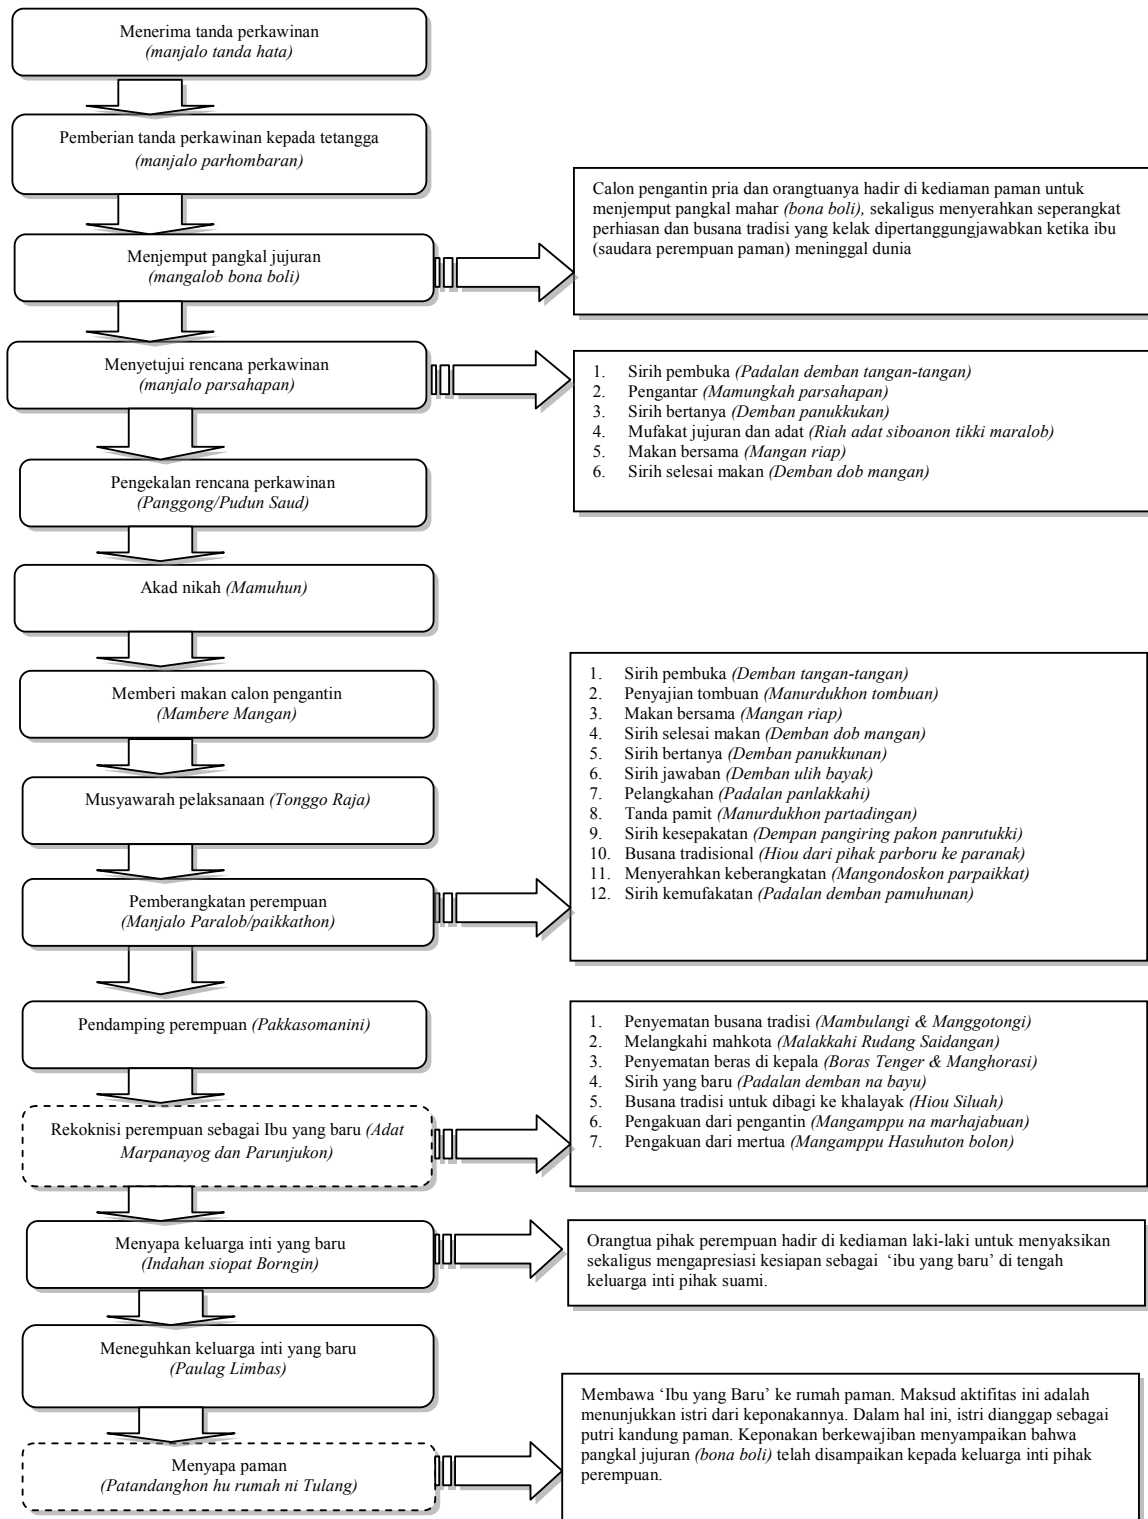 Menerima tanda perkawinan
(manjalo tanda hata)
Pemberian tanda perkawinan kepada tetangga
(manjalo parhombaran)
Menjemput pangkal jujuran
(mangalob bona boli)
Calon pengantin pria dan orangtuanya hadir di kediaman paman untuk
menjemput pangkal mahar (bona boli), sekaligus menyerahkan seperangkat
perhiasan dan busana tradisi yang kelak dipertanggungjawabkan ketika ibu
(saudara perempuan paman) meninggal dunia
Menyetujui rencana perkawinan
(manjalo parsahapan)
1. Sirih pembuka (Padalan demban tangan-tangan)
2. Pengantar (Mamungkah parsahapan)
3. Sirih bertanya (Demban panukkukan)
4. Mufakat jujuran dan adat (Riah adat siboanon tikki maralob)
5. Makan bersama (Mangan riap)
6. Sirih selesai makan (Demban dob mangan)
Pengekalan rencana perkawinan
(Panggong/Pudun Saud)
Akad nikah (Mamuhun)
Memberi makan calon pengantin
(Mambere Mangan)
Musyawarah pelaksanaan (Tonggo Raja)
Pemberangkatan perempuan
(Manjalo Paralob/paikkathon)
1. Sirih pembuka (Demban tangan-tangan)
2. Penyajian tombuan (Manurdukhon tombuan)
3. Makan bersama (Mangan riap)
4. Sirih selesai makan (Demban dob mangan)
5. Sirih bertanya (Demban panukkunan)
6. Sirih jawaban (Demban ulih bayak)
7. Pelangkahan (Padalan panlakkahi)
8. Tanda pamit (Manurdukhon partadingan)
9. Sirih kesepakatan (Dempan pangiring pakon panrutukki)
10. Busana tradisional (Hiou dari pihak parboru ke paranak)
11. Menyerahkan keberangkatan (Mangondoskon parpaikkat)
12. Sirih kemufakatan (Padalan demban pamuhunan)
Pendamping perempuan (Pakkasomanini)
Rekoknisi perempuan sebagai Ibu yang baru (Adat
Marpanayog dan Parunjukon)
1. Penyematan busana tradisi (Mambulangi & Manggotongi)
2. Melangkahi mahkota (Malakkahi Rudang Saidangan)
3. Penyematan beras di kepala (Boras Tenger & Manghorasi)
4. Sirih yang baru (Padalan demban na bayu)
5. Busana tradisi untuk dibagi ke khalayak (Hiou Siluah)
6. Pengakuan dari pengantin (Mangamppu na marhajabuan)
7. Pengakuan dari mertua (Mangamppu Hasuhuton bolon)
Menyapa keluarga inti yang baru
(Indahan siopat Borngin)
Orangtua pihak perempuan hadir di kediaman laki-laki untuk menyaksikan
sekaligus mengapresiasi kesiapan sebagai ‘ibu yang baru’ di tengah
keluarga inti pihak suami.
Meneguhkan keluarga inti yang baru
(Paulag Limbas)
Menyapa paman
(Patandanghon hu rumah ni Tulang)
Membawa ‘Ibu yang Baru’ ke rumah paman. Maksud aktifitas ini adalah
menunjukkan istri dari keponakannya. Dalam hal ini, istri dianggap sebagai
putri kandung paman. Keponakan berkewajiban menyampaikan bahwa
pangkal jujuran (bona boli) telah disampaikan kepada keluarga inti pihak
perempuan.